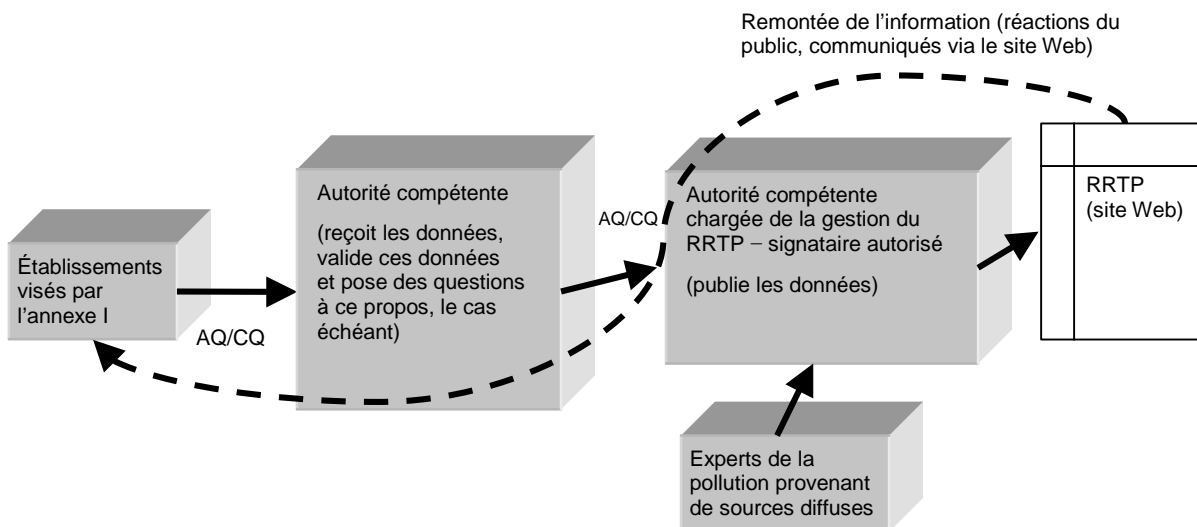 Remontée de l'information (réactions du
public, communiqués via le site Web)
Établissements
visés par
l'annexe I
AQ/CQ
Autorité compétente
(reçoit les données,
valide ces données
et pose des questions
à ce propos, le cas
échéant)
AQ/CQ
Autorité compétente
chargée de la gestion du
RRTP – signataire autorisé
(publie les données)
RRTP
(site Web)
Experts de la
pollution provenant
de sources diffuses